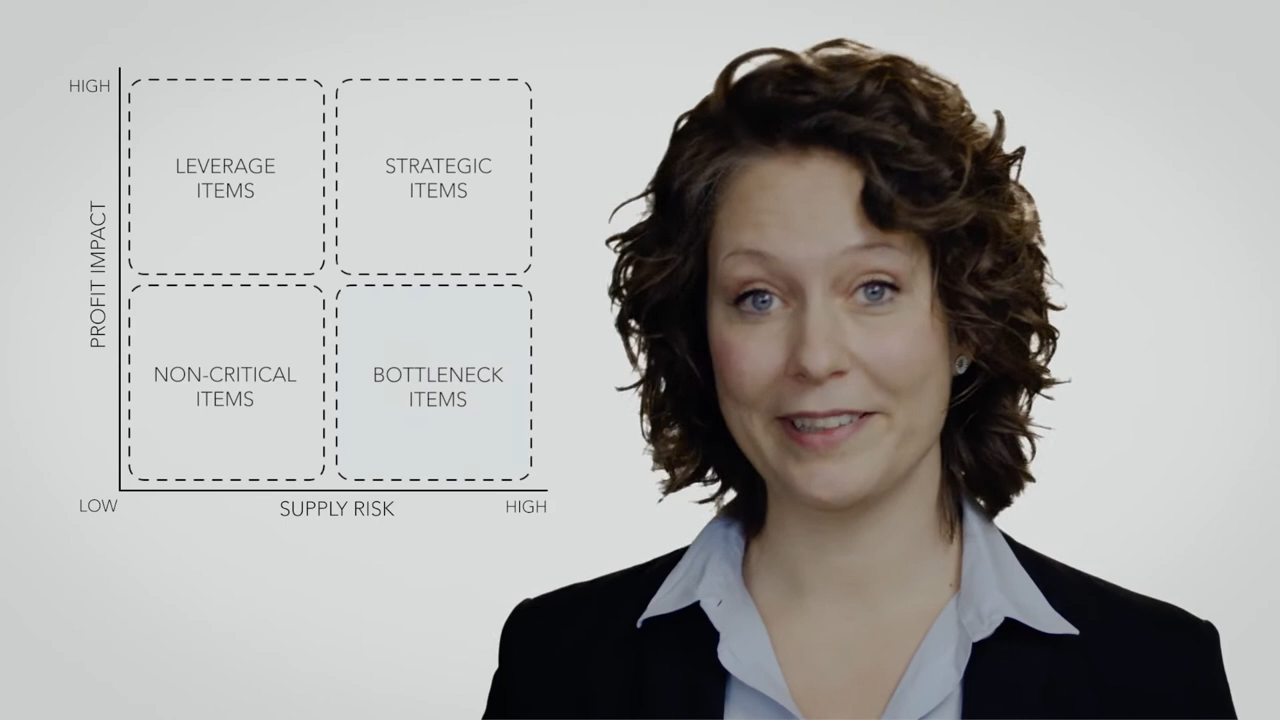 HIGH
LEVERAGE
ITEMS
STRATEGIC
ITEMS
PROFIT IMPACT
NON-CRITICAL
ITEMS
BOTTLENECK
ITEMS
LOW
SUPPLY RISK
HIGH